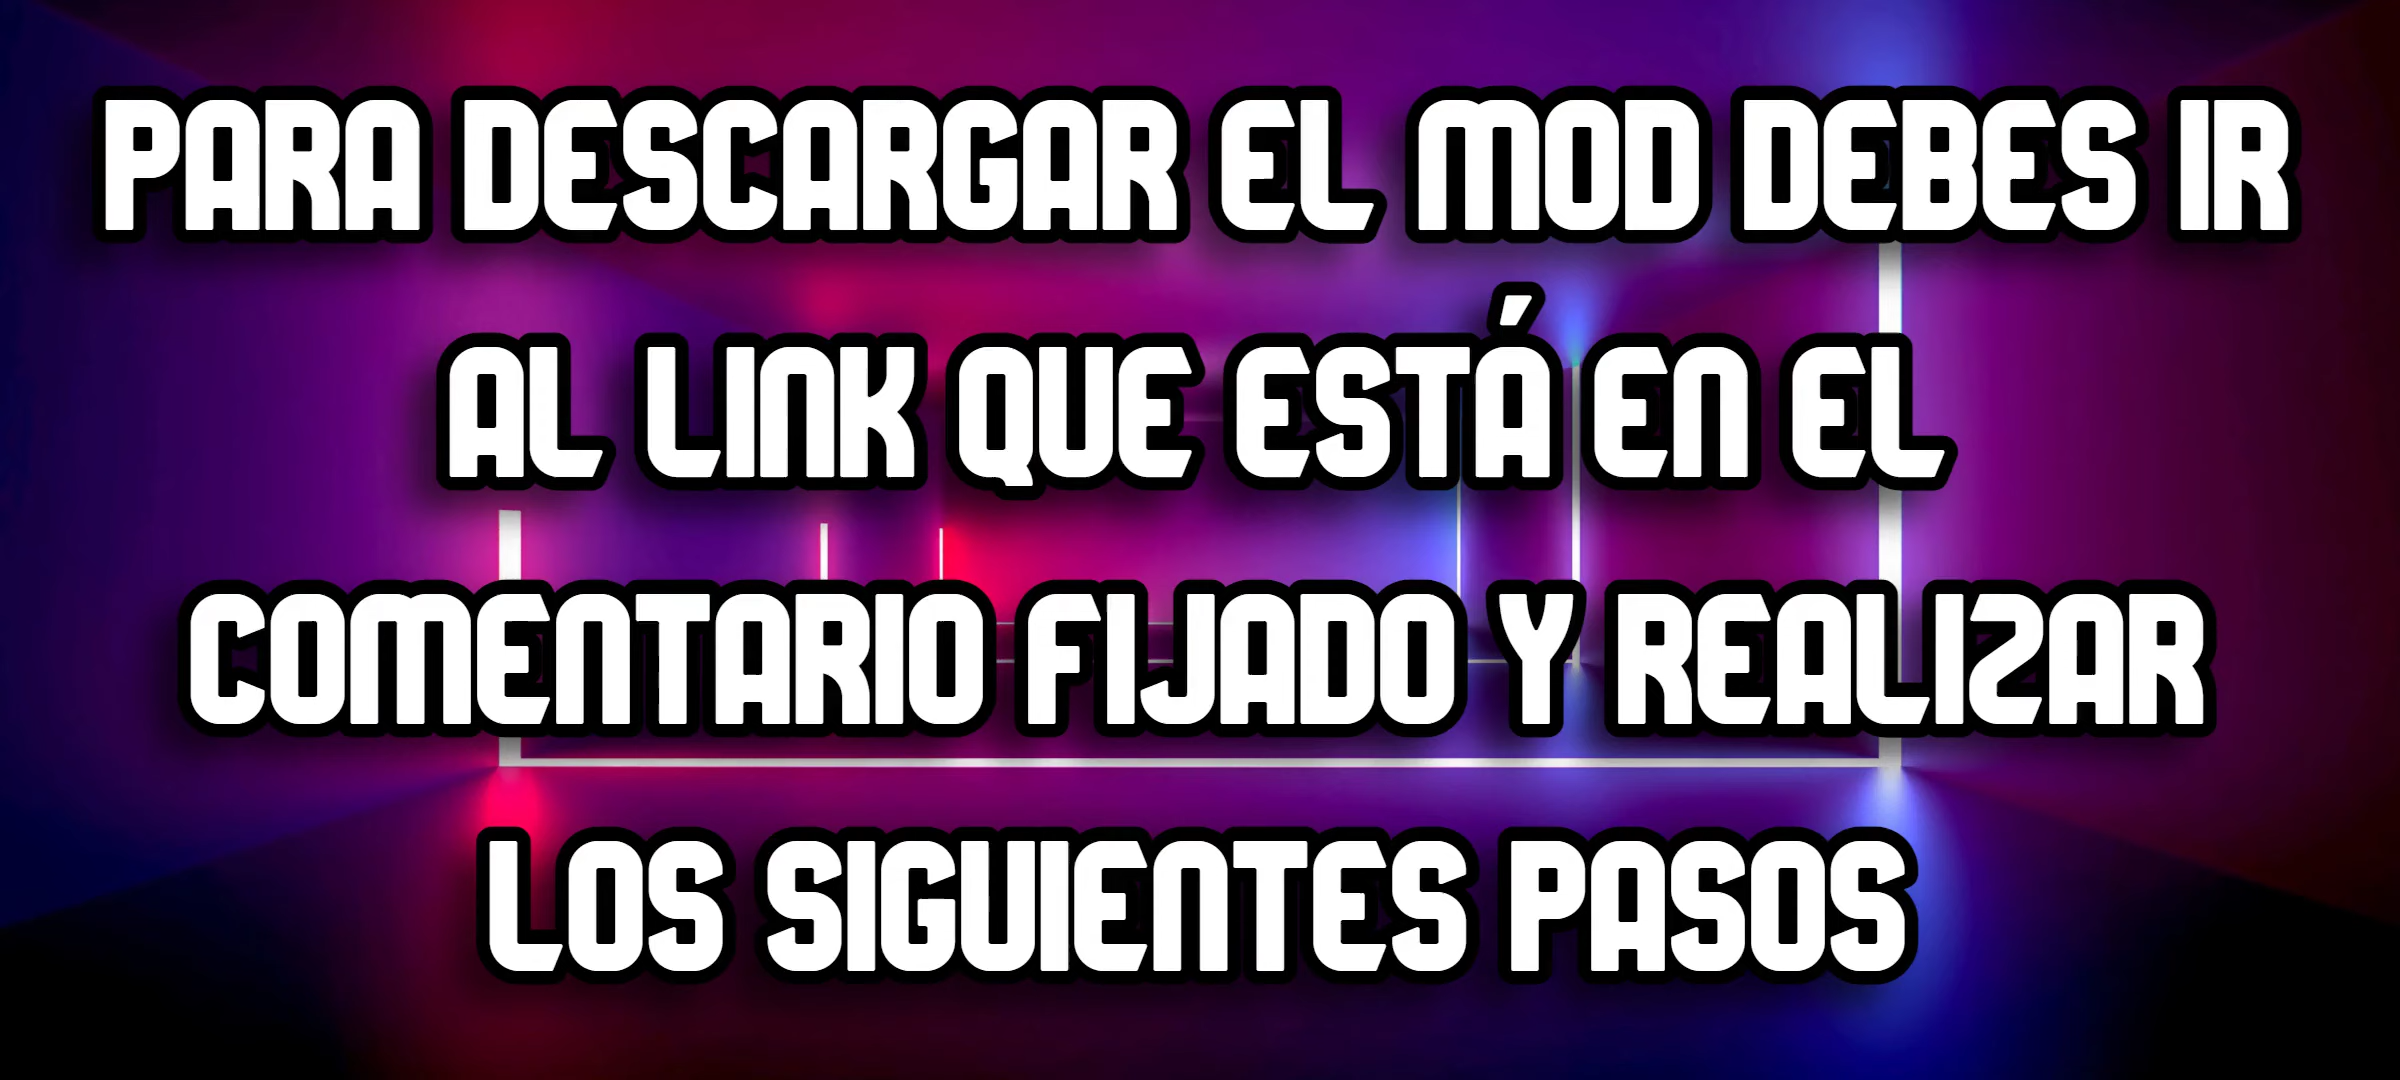 PARA DESCARGAR EL MOD DEBES IR
AL LINK QUE ESTÁ EN EL
COMENTARIO FIJADO Y REALIZAR
LOS SIGUIENTES PASOS